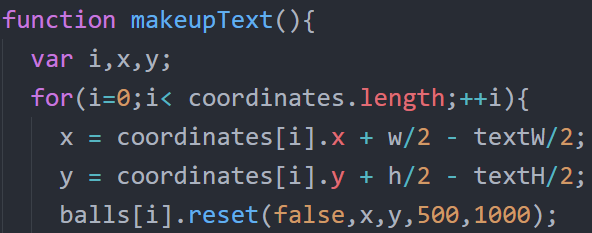 function makeupText(){
var i,x,y;
for(i=0;i< coordinates.length;++i){
x = coordinates[i].x + w/2 - textW/2;
y = coordinates[i].y + h/2 - textH/2;
balls[i].reset(false,x,y,500,1000);